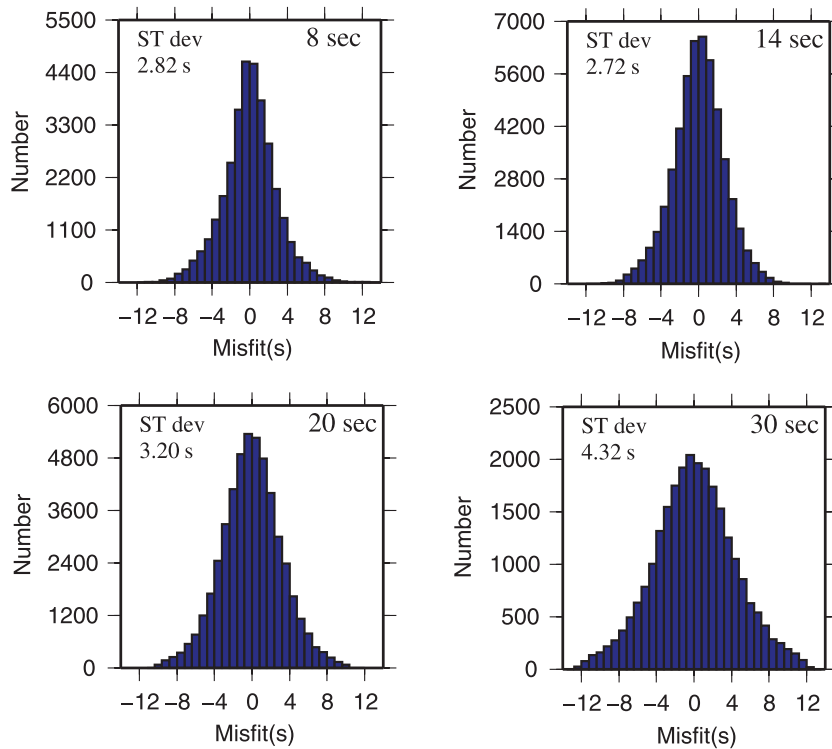 5500
4400
3300
2200
1100
0
Number
ST dev
2.82 s
8 sec
−12 −8 −4 0 4 8 12
Misfit(s)
7000
5600
4200
2800
1400
0
Number
ST dev
2.72 s
14 sec
−12 −8 −4 0 4 8 12
Misfit(s)
6000
4800
3600
2400
1200
0
Number
ST dev
3.20 s
20 sec
−12 −8 −4 0 4 8 12
Misfit(s)
2500
2000
1500
1000
500
0
Number
ST dev
4.32 s
30 sec
−12 −8 −4 0 4 8 12
Misfit(s)